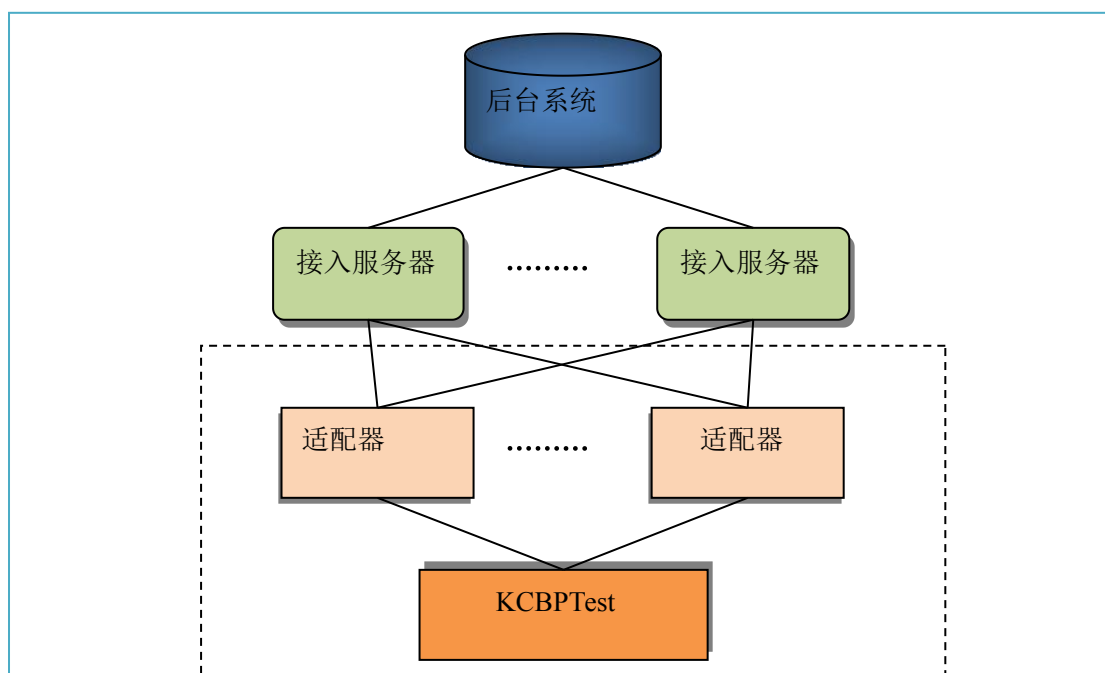 后台系统
接入服务器 ......... 接入服务器
适配器 ......... 适配器
KCBPTest